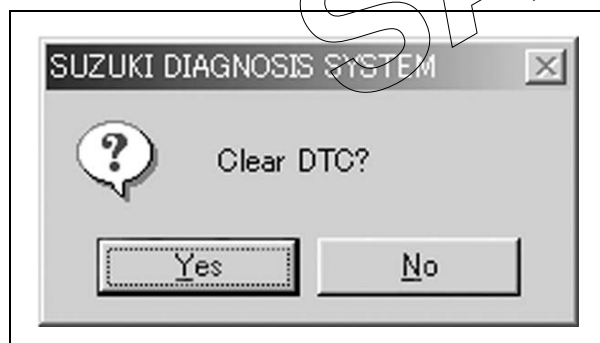 SUZUKI DIAGNOSIS SYSTEM
?
Clear DTC?
Yes
No